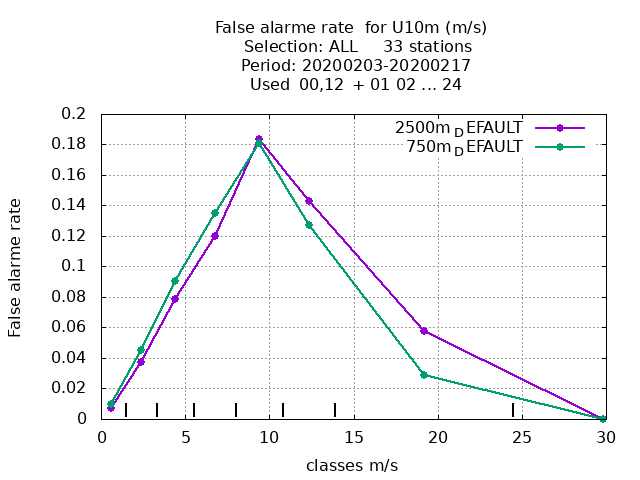 False alarme rate  for U10m (m/s)
Selection: ALL     33 stations
Period: 20200203-20200217
Used  00,12  + 01 02 ... 24
2500m_DEFAULT
750m_DEFAULT
False alarme rate
0.2
0.18
0.16
0.14
0.12
0.1
0.08
0.06
0.04
0.02
0
0 5 10 15 20 25 30
classes m/s